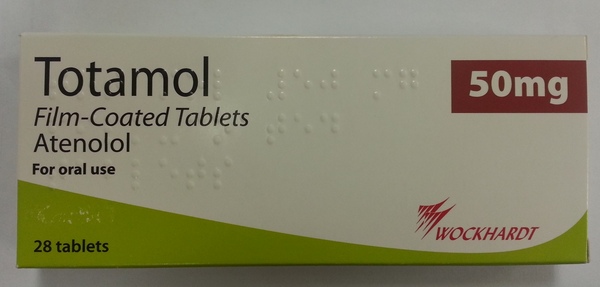 Totamol
50mg
Film-Coated Tablets
Atenolol
For oral use
WOCKHARDT
28 tablets